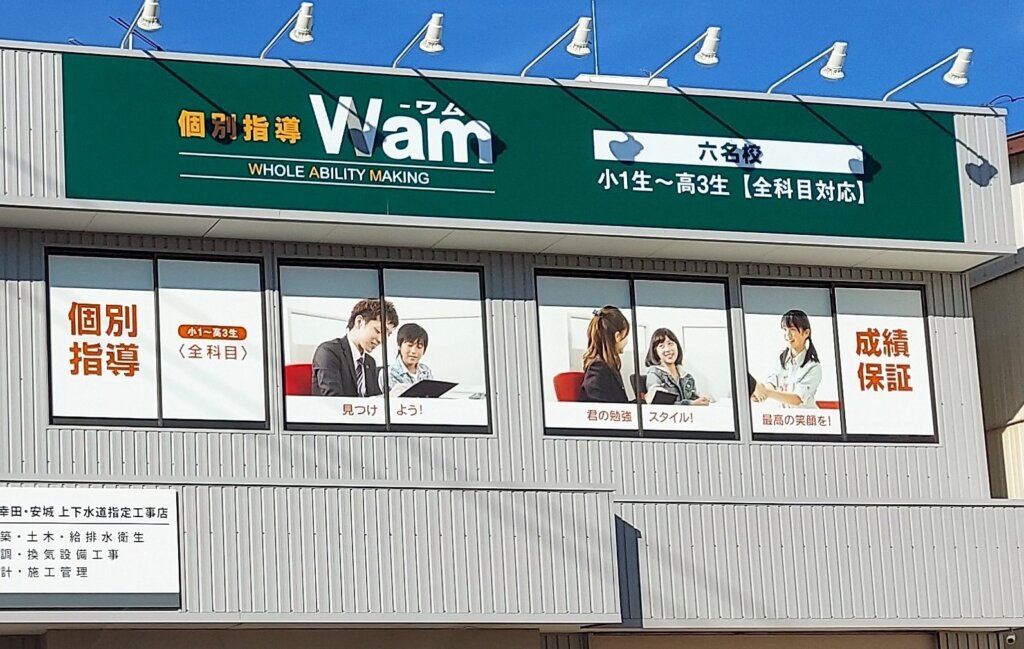 個別指導 Wam -ワム
WHOLE ABILITY MAKING
六名校
小1生～高3生【全科目対応】
個別
指導
小1～高3生
〈全科目〉
見つけよう!
君の勉強スタイル!
最高の笑顔を!
成績
保証
幸田・安城 上下水道指定工事店
築・土木・給排水衛生
調・換気設備工事
計・施工管理